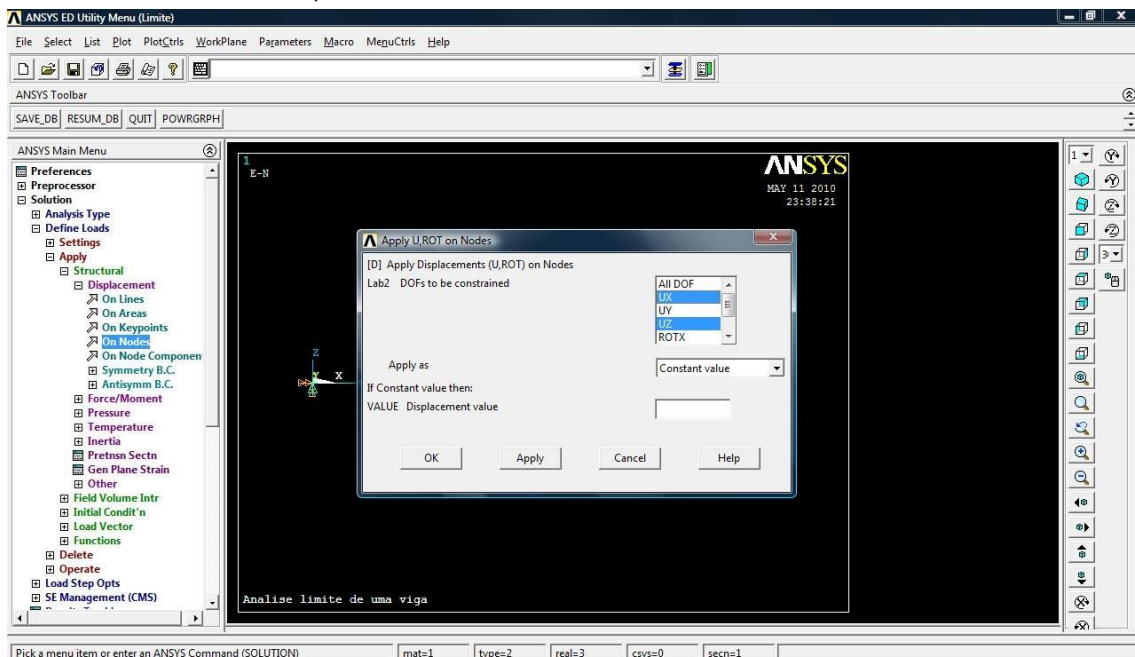 ANSYS ED Utility Menu (Limite)
File Select List Plot PlotCtrls WorkPlane Parameters Macro MenuCtrls Help
ANSYS Toolbar
SAVE_DB RESUM_DB QUIT POWRGRPH
ANSYS Main Menu
Preferences
Preprocessor
Solution
Analysis Type
Define Loads
Settings
Apply
Structural
Displacement
On Lines
On Areas
On Keypoints
On Nodes
On Node Componen
Symmetry B.C.
Antisymm B.C.
Force/Moment
Pressure
Temperature
Inertia
Pretnsn Sectn
Gen Plane Strain
Other
Field Volume Intr
Initial Condit'n
Load Vector
Functions
Delete
Operate
Load Step Opts
SE Management (CMS)
1
E-N
ANSYS
MAY 11 2010
23:38:21
Z
X
Apply U,ROT on Nodes
[D] Apply Displacements (U,ROT) on Nodes
Lab2 DOFs to be constrained
All DOF
UX
UY
UZ
ROTX
Apply as Constant value
If Constant value then:
VALUE Displacement value
OK Apply Cancel Help
Analise limite de uma viga
1
3
Pick a menu item or enter an ANSYS Command (SOLUTION) mat=1 type=2 real=3 csys=0 secn=1